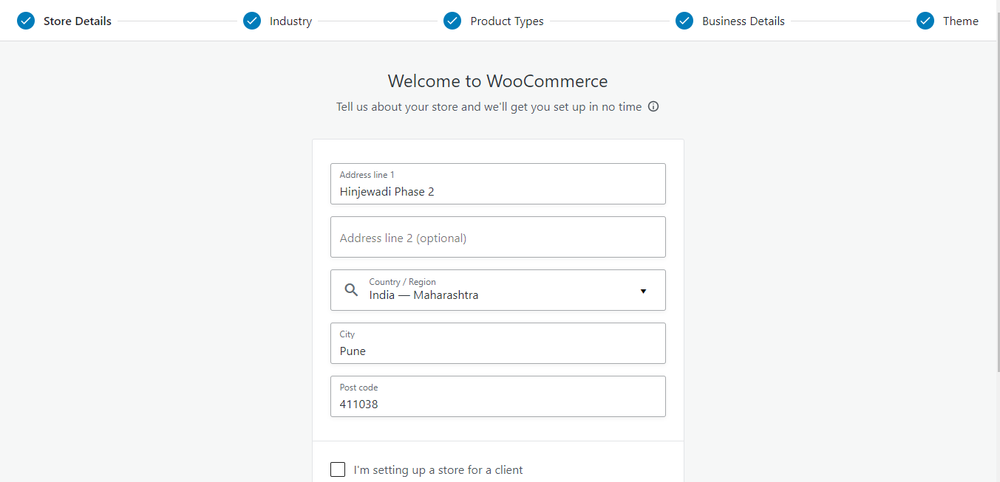 Store Details Industry Product Types Business Details Theme
Welcome to WooCommerce
Tell us about your store and we'll get you set up in no time
Address line 1
Hinjewadi Phase 2
Address line 2 (optional)
Country / Region
India — Maharashtra
City
Pune
Post code
411038
I'm setting up a store for a client